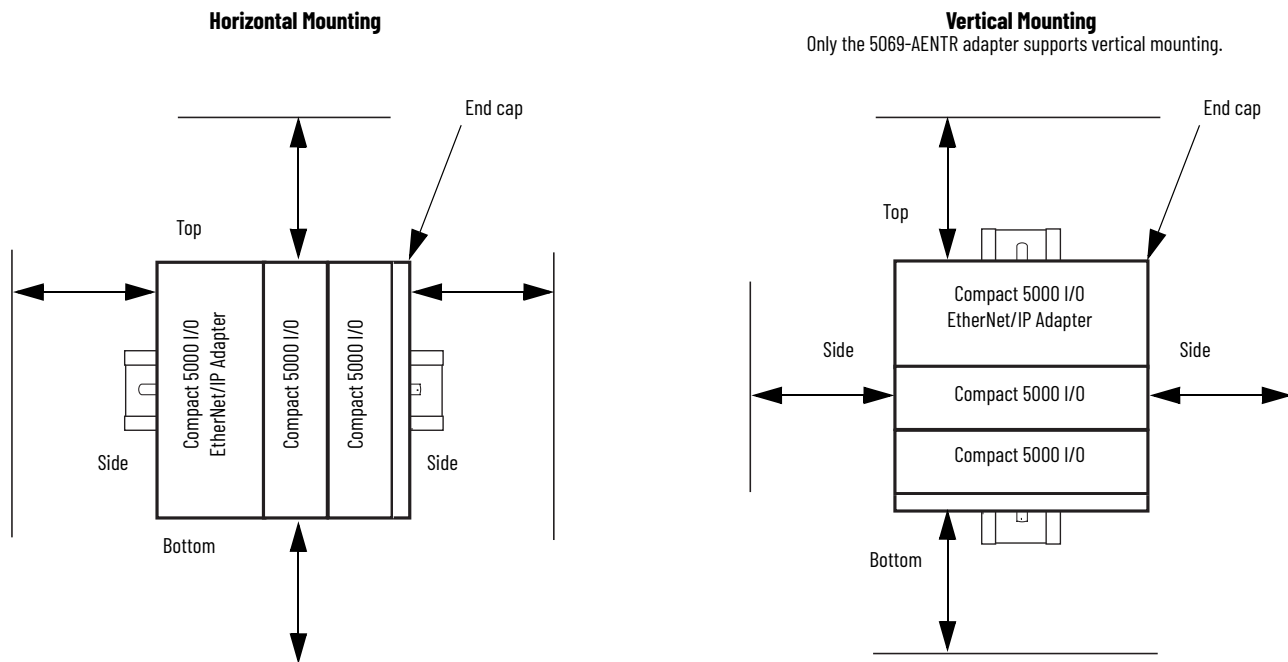 Horizontal Mounting
End cap
Top
Compact 5000 I/O
EtherNet/IP Adapter
Compact 5000 I/O
Compact 5000 I/O
Side
Side
Bottom
Vertical Mounting
Only the 5069-AENTR adapter supports vertical mounting.
End cap
Top
Compact 5000 I/O
EtherNet/IP Adapter
Side
Side
Compact 5000 I/O
Compact 5000 I/O
Bottom